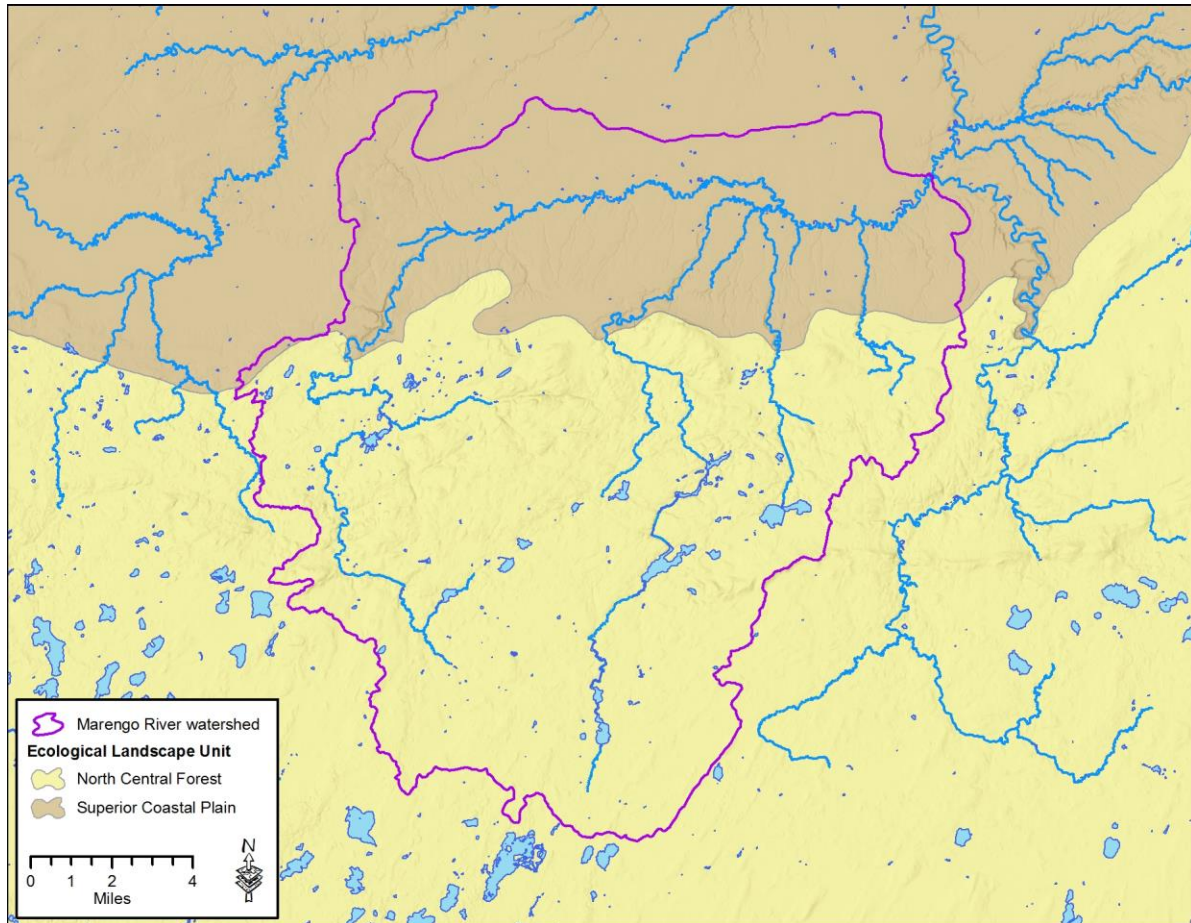 Marengo River watershed
Ecological Landscape Unit
North Central Forest
Superior Coastal Plain
N
0 1 2 4
Miles